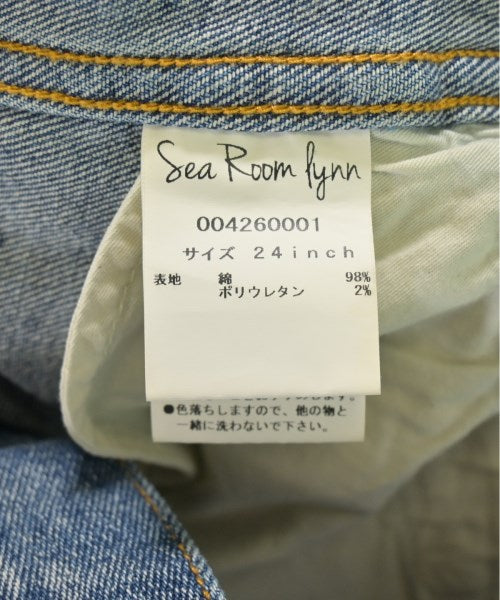 Sea Room lynn
004260001
サイズ 24inch
表地 綿 98%
ポリウレタン 2%
●色落ちしますので、他の物と
一緒に洗わないで下さい。